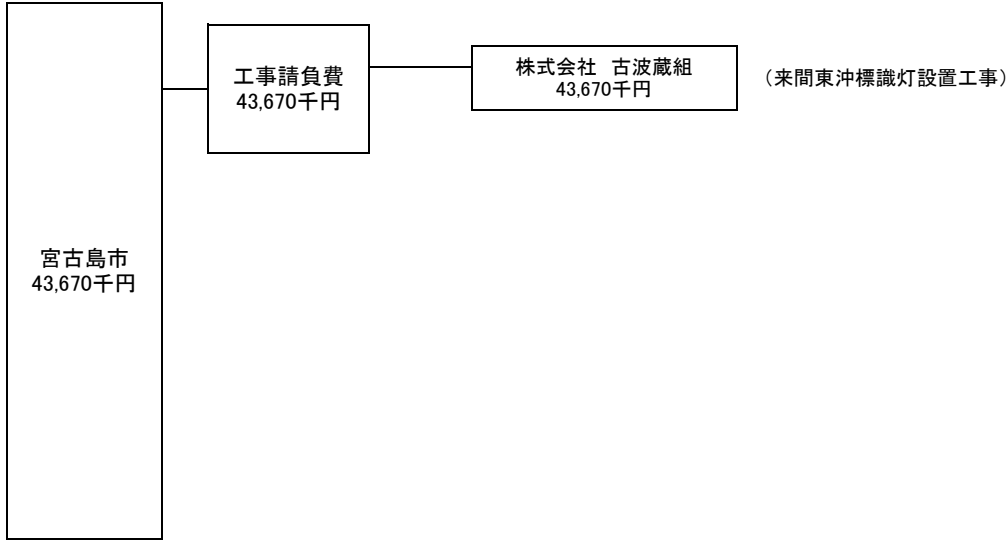 宮古島市
43,670千円
工事請負費
43,670千円
株式会社　古波蔵組
43,670千円
（来間東沖標識灯設置工事）